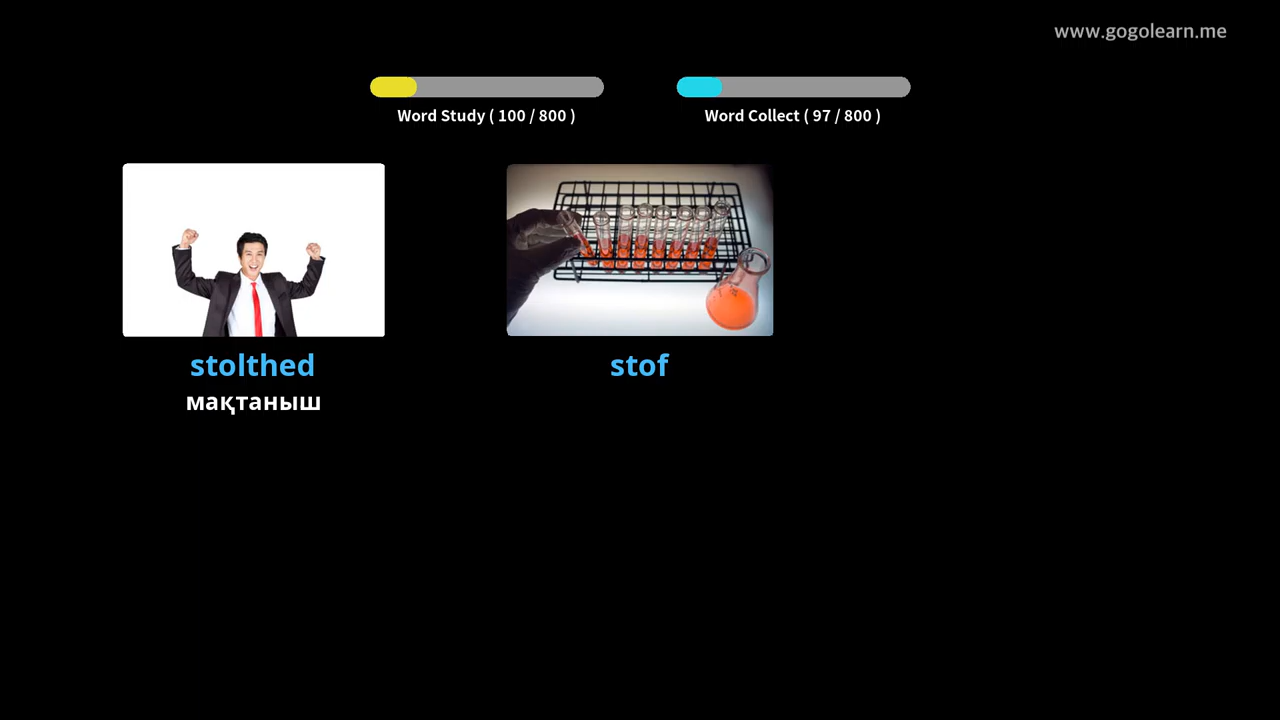 www.gogolearn.me
Word Study ( 100 / 800 )
Word Collect ( 97 / 800 )
stolthed
мақтаныш
stof